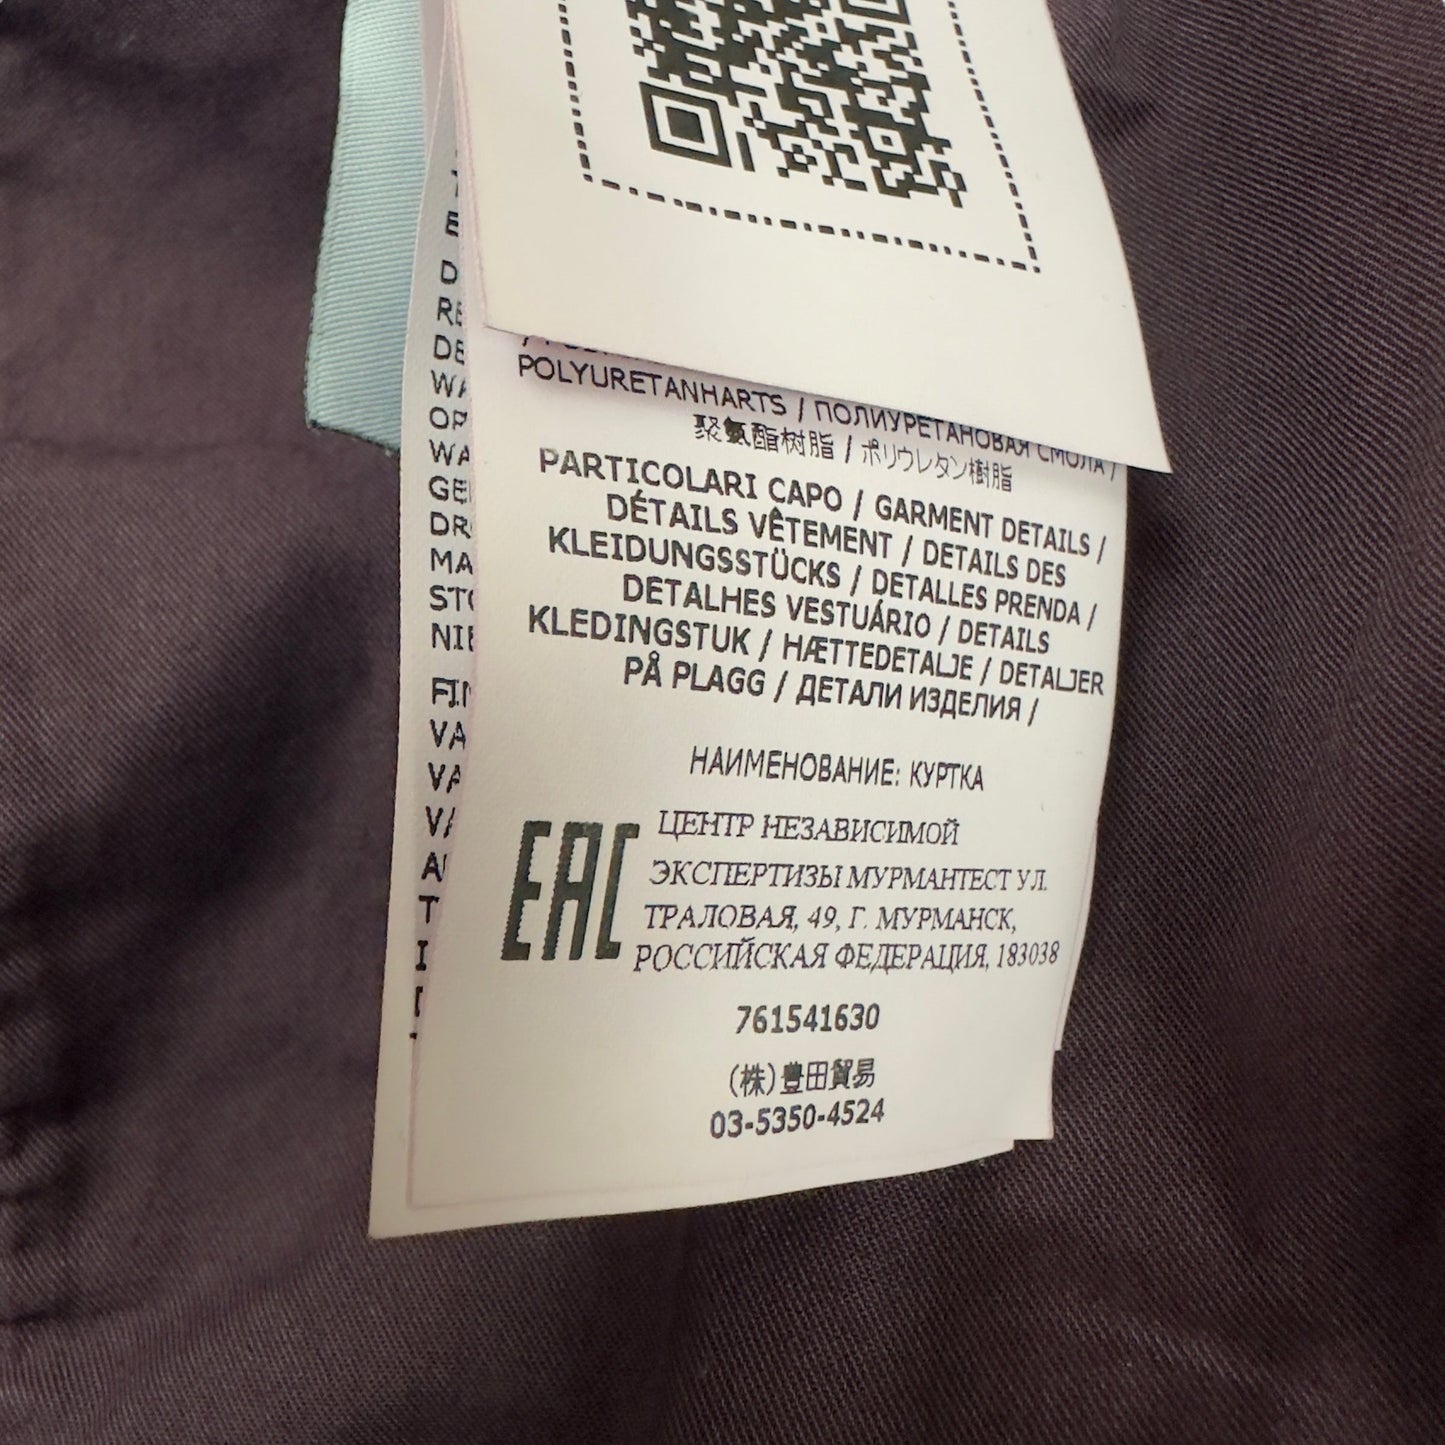 POLYURETANHARTS / ПОЛИУРЕТАНОВАЯ СМОЛА /
聚氨酯树脂 / ポリウレタン樹脂
PARTICOLARI CAPO / GARMENT DETAILS /
DÉTAILS VÊTEMENT / DETAILS DES
KLEIDUNGSSTÜCKS / DETALLES PRENDA /
DETALHES VESTUÁRIO / DETAILS
KLEDINGSTUK / HÆTTEDETALJE / DETALJER
PÅ PLAGG / ДЕТАЛИ ИЗДЕЛИЯ /
НАИМЕНОВАНИЕ: КУРТКА
EAC
ЦЕНТР НЕЗАВИСИМОЙ
ЭКСПЕРТИЗЫ МУРМАНТЕСТ УЛ.
ТРАЛОВАЯ, 49, Г. МУРМАНСК,
РОССИЙСКАЯ ФЕДЕРАЦИЯ, 183038
761541630
(株)豊田貿易
03-5350-4524